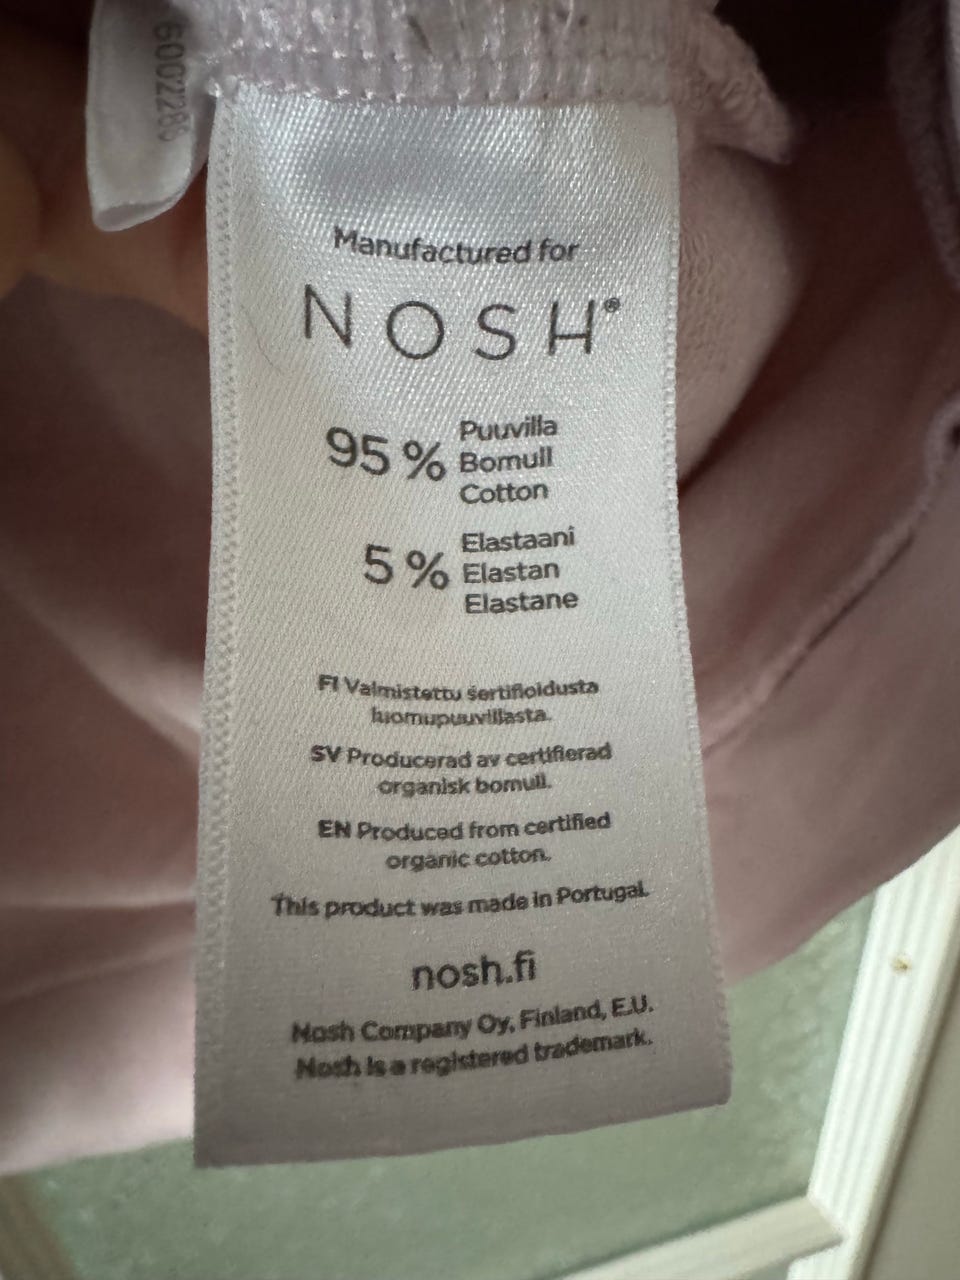 6002286
Manufactured for
NOSH®
95 % Puuvilla
Bomull
Cotton
5 % Elastaani
Elastan
Elastane
FI Valmistettu sertifioidusta
luomupuuvillasta.
SV Producerad av certifierad
organisk bomull.
EN Produced from certified
organic cotton.
This product was made in Portugal.
nosh.fi
Nosh Company Oy, Finland, E.U.
Nosh is a registered trademark.